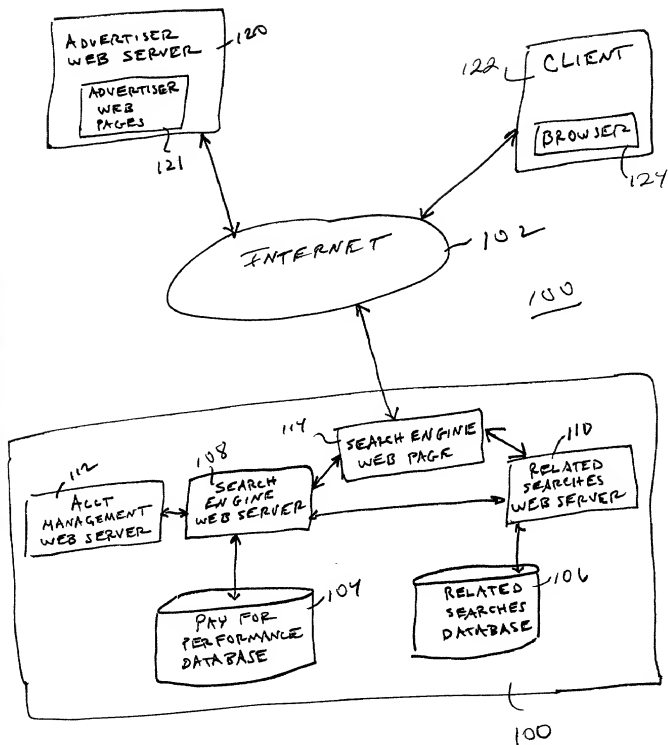 ADVERTISER
WEB SERVER
120
ADVERTISER
WEB
PAGES
121
122
CLIENT
BROWSER
124
INTERNET
102
100
114
SEARCH ENGINE
WEB PAGE
110
RELATED
SEARCHES
WEB SERVER
112
ACCT
MANAGEMENT
WEB SERVER
108
SEARCH
ENGINE
WEB SERVER
104
PAY FOR
PERFORMANCE
DATABASE
106
RELATED
SEARCHES
DATABASE
100